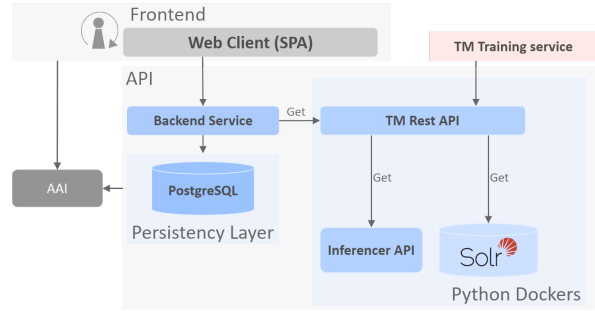 Frontend
Web Client (SPA)
TM Training service
API
Backend Service
Get
TM Rest API
AAI
PostgreSQL
Get
Get
Persistency Layer
Inferencer API
Solr
Python Dockers